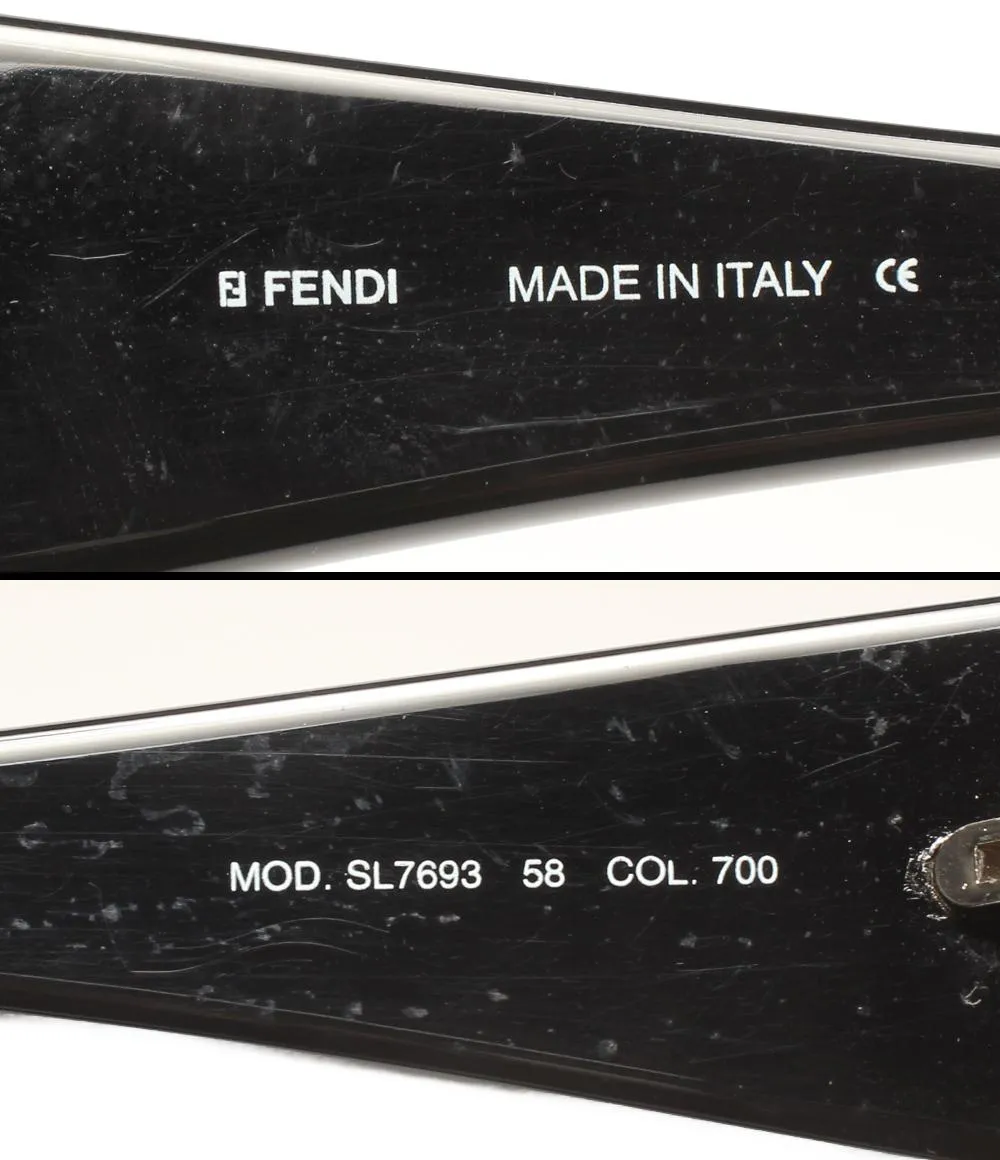 FENDI MADE IN ITALY CE
MOD. SL7693 58 COL. 700